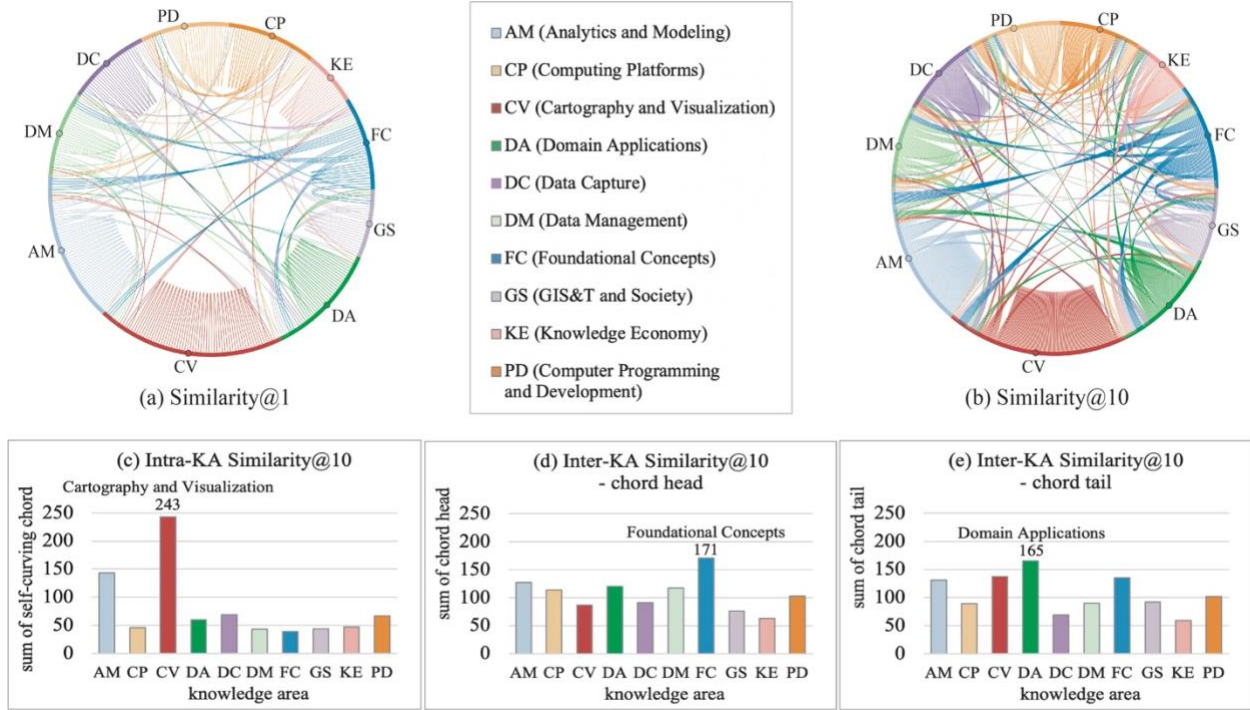 PD
CP
DC
KE
DM
FC
AM
GS
DA
CV
(a) Similarity@1
AM (Analytics and Modeling)
CP (Computing Platforms)
CV (Cartography and Visualization)
DA (Domain Applications)
DC (Data Capture)
DM (Data Management)
FC (Foundational Concepts)
GS (GIS&T and Society)
KE (Knowledge Economy)
PD (Computer Programming
and Development)
PD
CP
DC
KE
DM
FC
AM
GS
DA
CV
(b) Similarity@10
(c) Intra-KA Similarity@10
Cartography and Visualization
243
sum of self-curving chord
250
200
150
100
50
0
AM CP CV DA DC DM FC GS KE PD
knowledge area
(d) Inter-KA Similarity@10
- chord head
Foundational Concepts
171
sum of chord head
250
200
150
100
50
0
AM CP CV DA DC DM FC GS KE PD
knowledge area
(e) Inter-KA Similarity@10
- chord tail
Domain Applications
165
sum of chord tail
250
200
150
100
50
0
AM CP CV DA DC DM FC GS KE PD
knowledge area